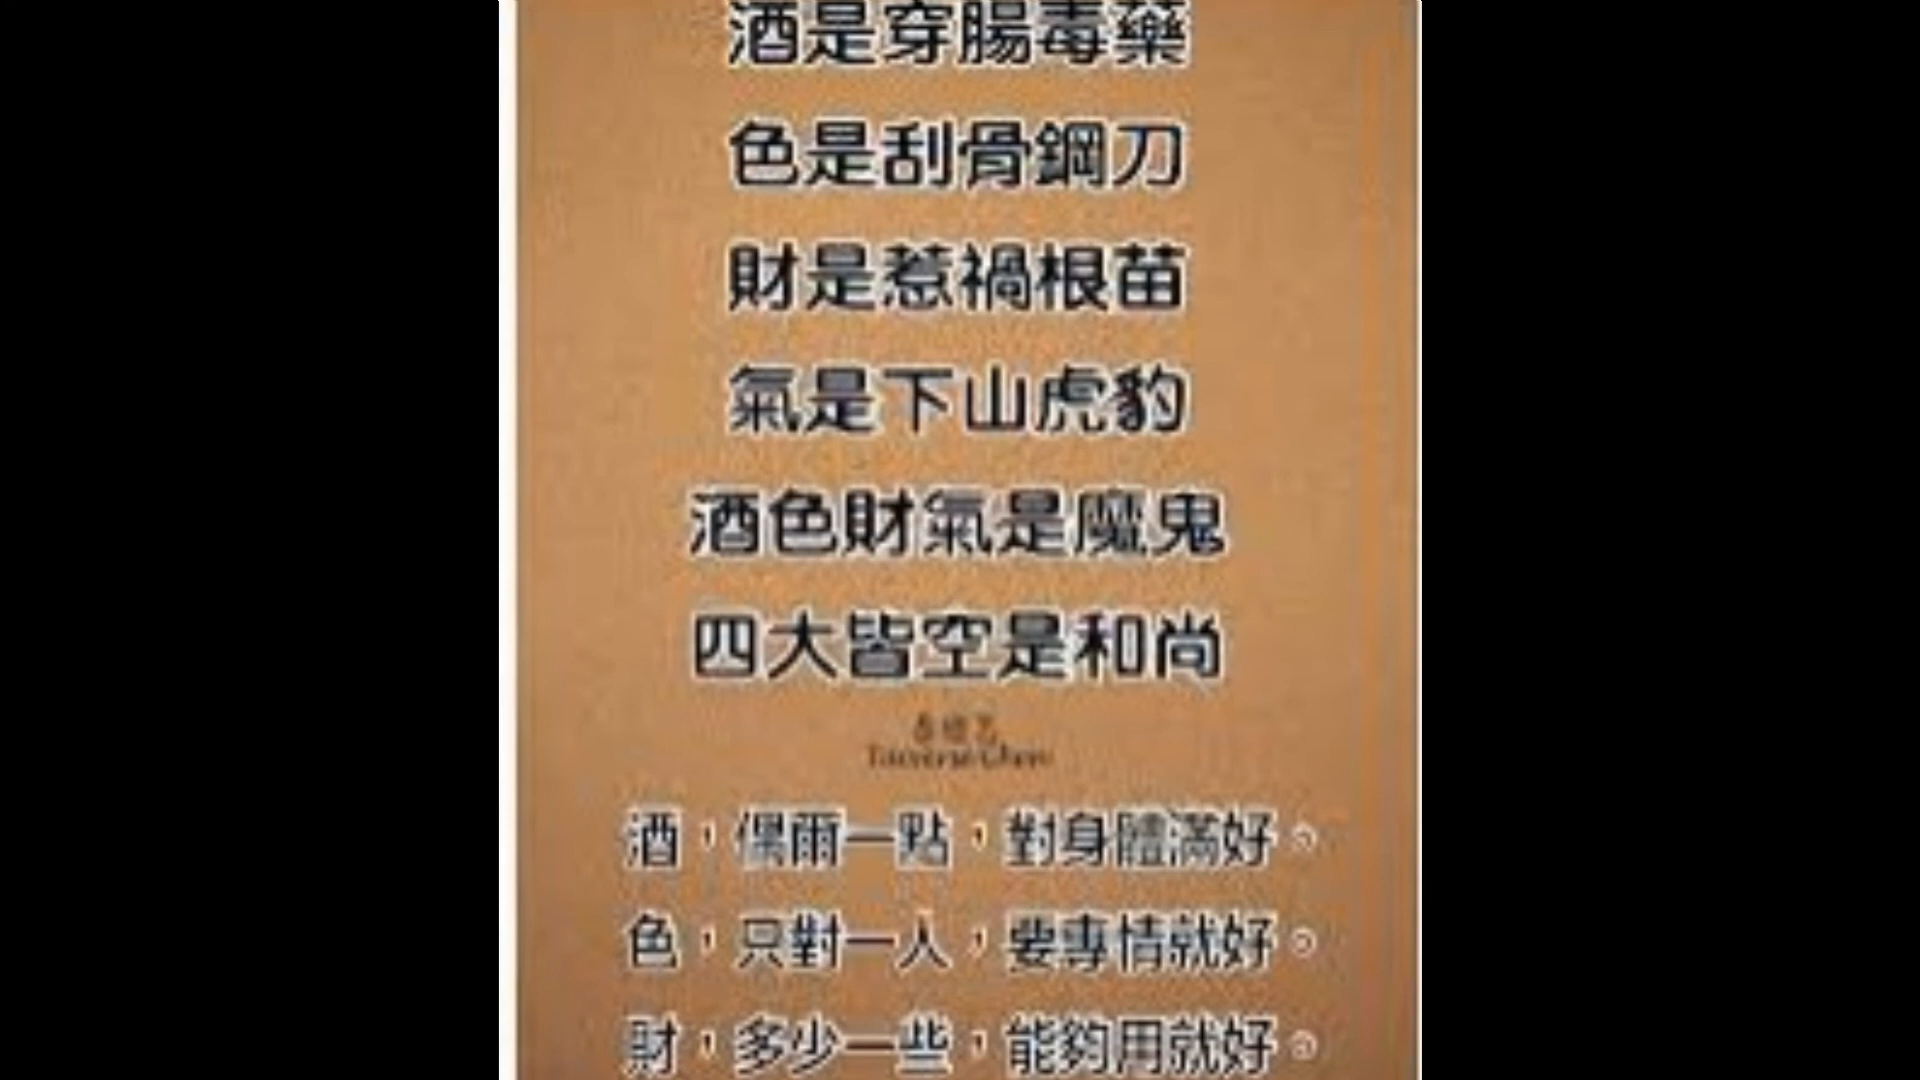 酒是穿腸毒藥
色是刮骨鋼刀
財是惹禍根苗
氣是下山虎豹
酒色財氣是魔鬼
四大皆空是和尚
酒，偶爾一點，對身體滿好。
色，只對一人，要專情就好。
財，多少一些，能夠用就好。